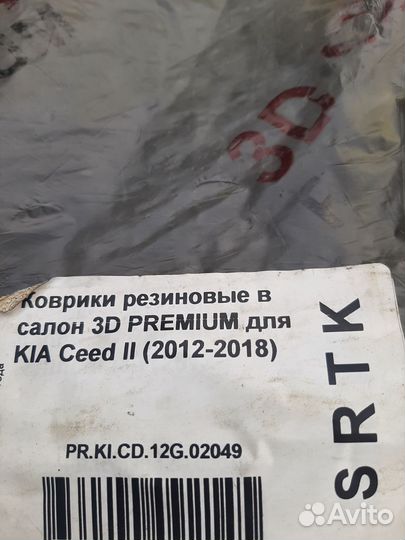 3D
Коврики резиновые в
салон 3D PREMIUM для
KIA Ceed II (2012-2018)
PR.KI.CD.12G.02049
SRTK
Avito